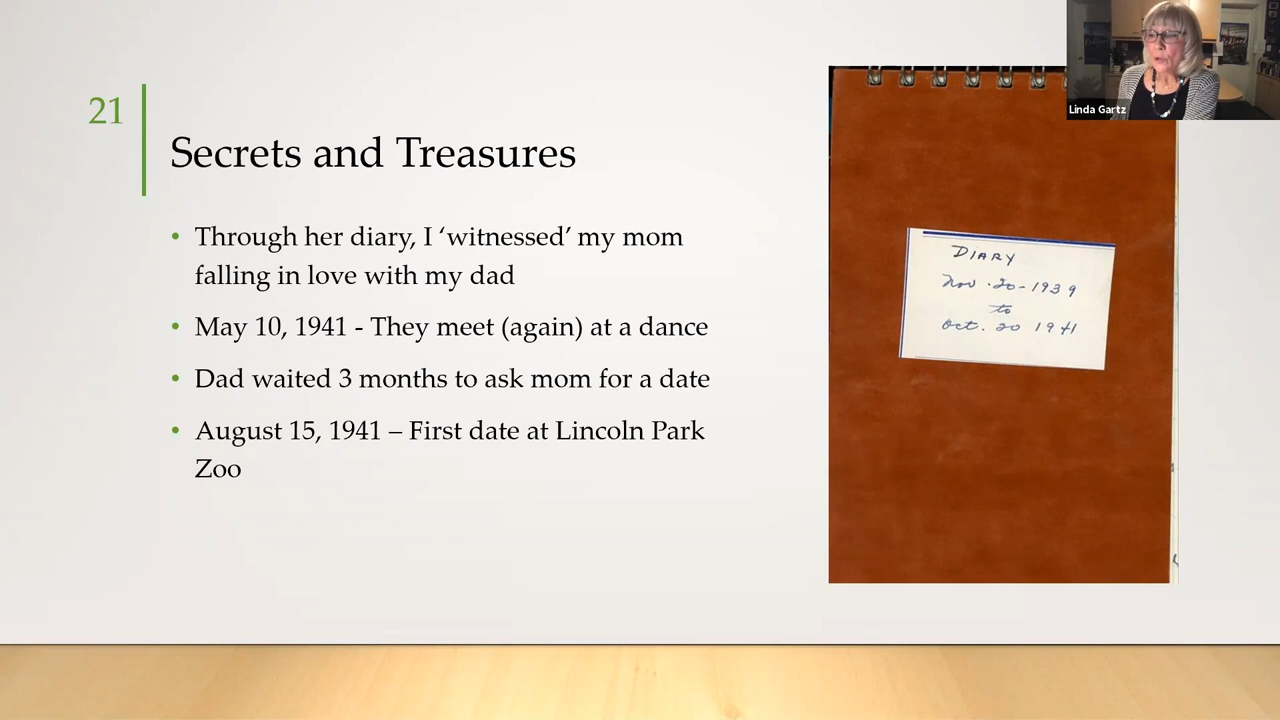 21
Secrets and Treasures
• Through her diary, I ‘witnessed’ my mom
falling in love with my dad
• May 10, 1941 - They meet (again) at a dance
• Dad waited 3 months to ask mom for a date
• August 15, 1941 – First date at Lincoln Park
Zoo
DIARY
Nov. 20-1939
to
Oct. 20 1941
Linda Gartz